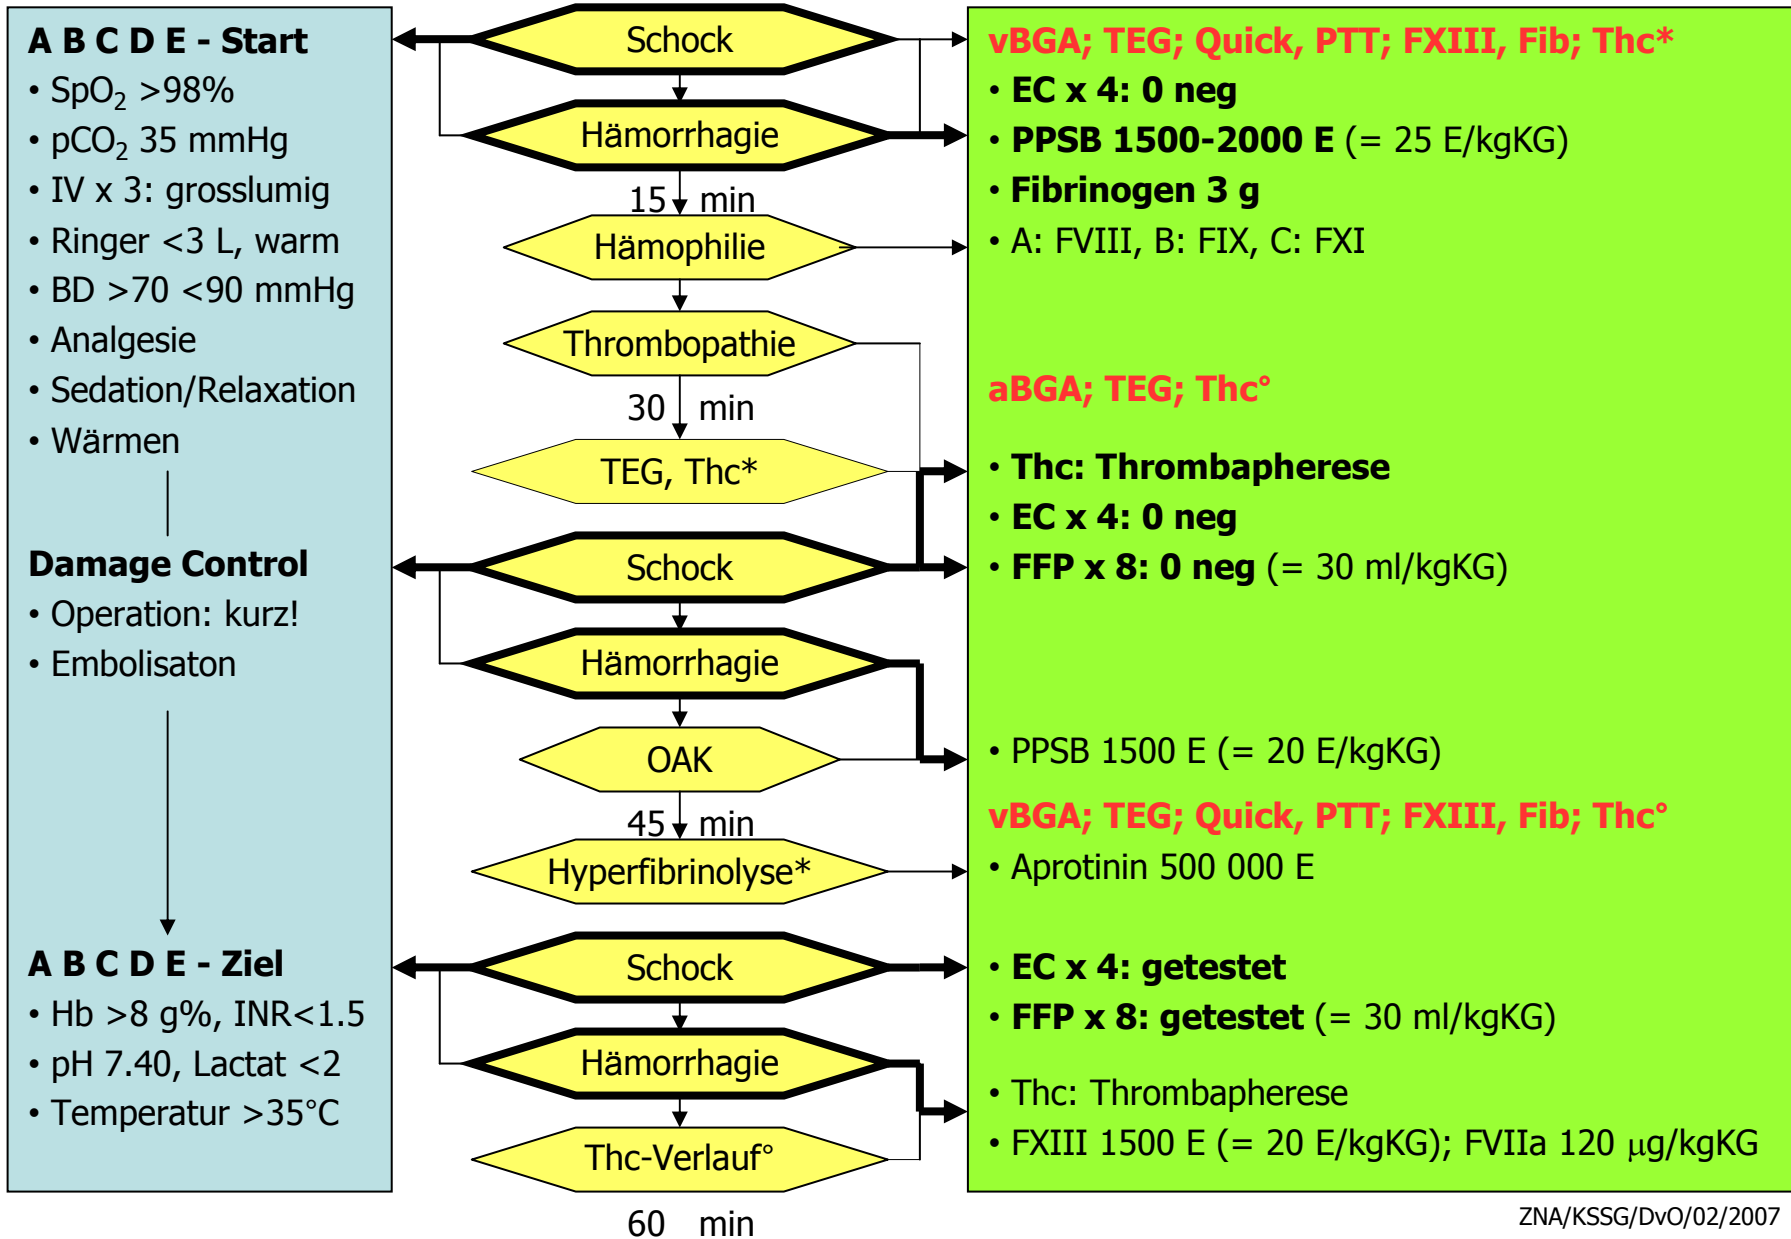 A B C D E - Start
• SpO₂ >98%
• pCO₂ 35 mmHg
• IV x 3: grosslumig
• Ringer <3 L, warm
• BD >70 <90 mmHg
• Analgesie
• Sedation/Relaxation
• Wärmen
Damage Control
• Operation: kurz!
• Embolisaton
A B C D E - Ziel
• Hb >8 g%, INR<1.5
• pH 7.40, Lactat <2
• Temperatur >35°C
Schock
Hämorrhagie
15 min
Hämophilie
Thrombopathie
30 min
TEG, Thc*
Schock
Hämorrhagie
OAK
45 min
Hyperfibrinolyse*
Schock
Hämorrhagie
Thc-Verlauf°
60 min
vBGA; TEG; Quick, PTT; FXIII, Fib; Thc*
• EC x 4: 0 neg
• PPSB 1500-2000 E (= 25 E/kgKG)
• Fibrinogen 3 g
• A: FVIII, B: FIX, C: FXI
aBGA; TEG; Thc°
• Thc: Thrombapherese
• EC x 4: 0 neg
• FFP x 8: 0 neg (= 30 ml/kgKG)
• PPSB 1500 E (= 20 E/kgKG)
vBGA; TEG; Quick, PTT; FXIII, Fib; Thc°
• Aprotinin 500 000 E
• EC x 4: getestet
• FFP x 8: getestet (= 30 ml/kgKG)
• Thc: Thrombapherese
• FXIII 1500 E (= 20 E/kgKG); FVIIa 120 µg/kgKG
ZNA/KSSG/DvO/02/2007